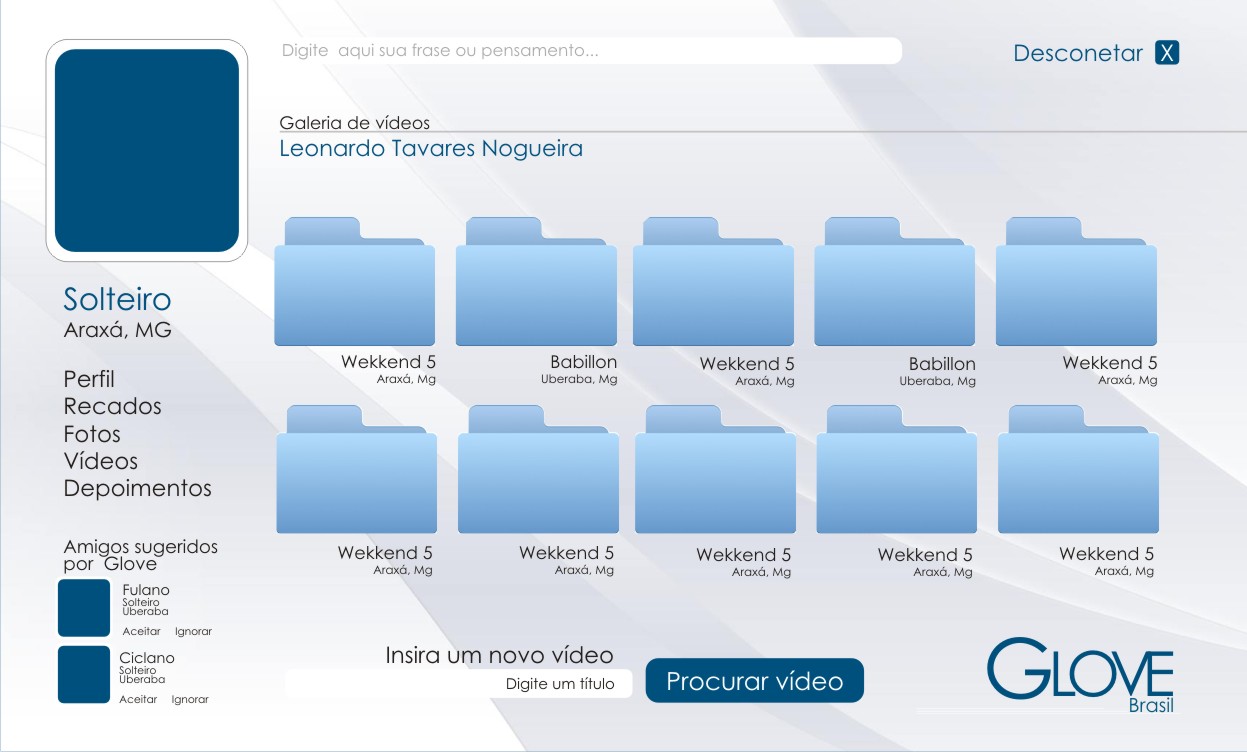 Digite aqui sua frase ou pensamento...
Desconetar X
Galeria de vídeos
Leonardo Tavares Nogueira
Solteiro
Araxá, MG
Perfil
Recados
Fotos
Vídeos
Depoimentos
Amigos sugeridos
por Glove
Fulano
Solteiro
Uberaba
Aceitar Ignorar
Ciclano
Solteiro
Uberaba
Aceitar Ignorar
Wekkend 5
Araxá, Mg
Babillon
Uberaba, Mg
Wekkend 5
Araxá, Mg
Babillon
Uberaba, Mg
Wekkend 5
Araxá, Mg
Wekkend 5
Araxá, Mg
Wekkend 5
Araxá, Mg
Wekkend 5
Araxá, Mg
Wekkend 5
Araxá, Mg
Wekkend 5
Araxá, Mg
Insira um novo vídeo
Digite um título
Procurar vídeo
GLOVE
Brasil